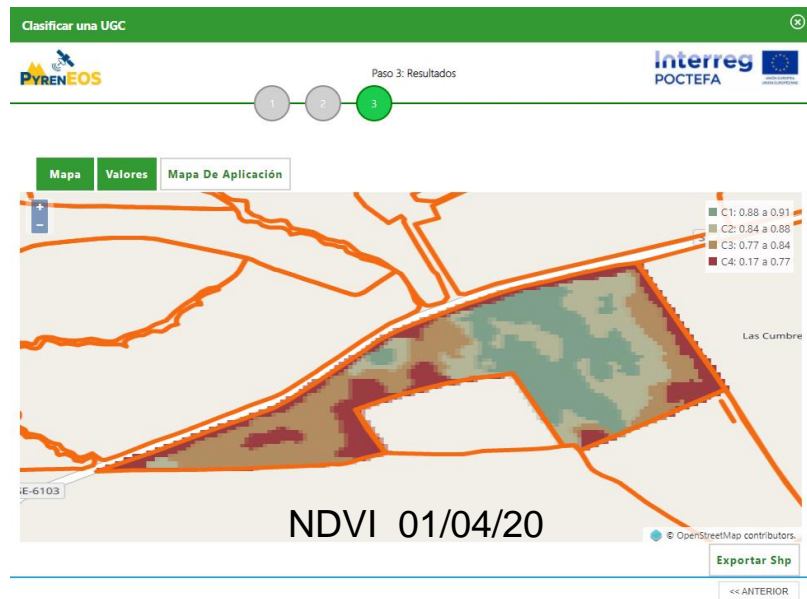 Clasificar una UGC
PYRENEOS
Paso 3: Resultados
Interreg
POCTEFA
1
2
3
Mapa
Valores
Mapa De Aplicación
+
−
C1: 0.88 a 0.91
C2: 0.84 a 0.88
C3: 0.77 a 0.84
C4: 0.17 a 0.77
Las Cumbre
SE-6103
NDVI 01/04/20
© OpenStreetMap contributors.
Exportar Shp
<< ANTERIOR